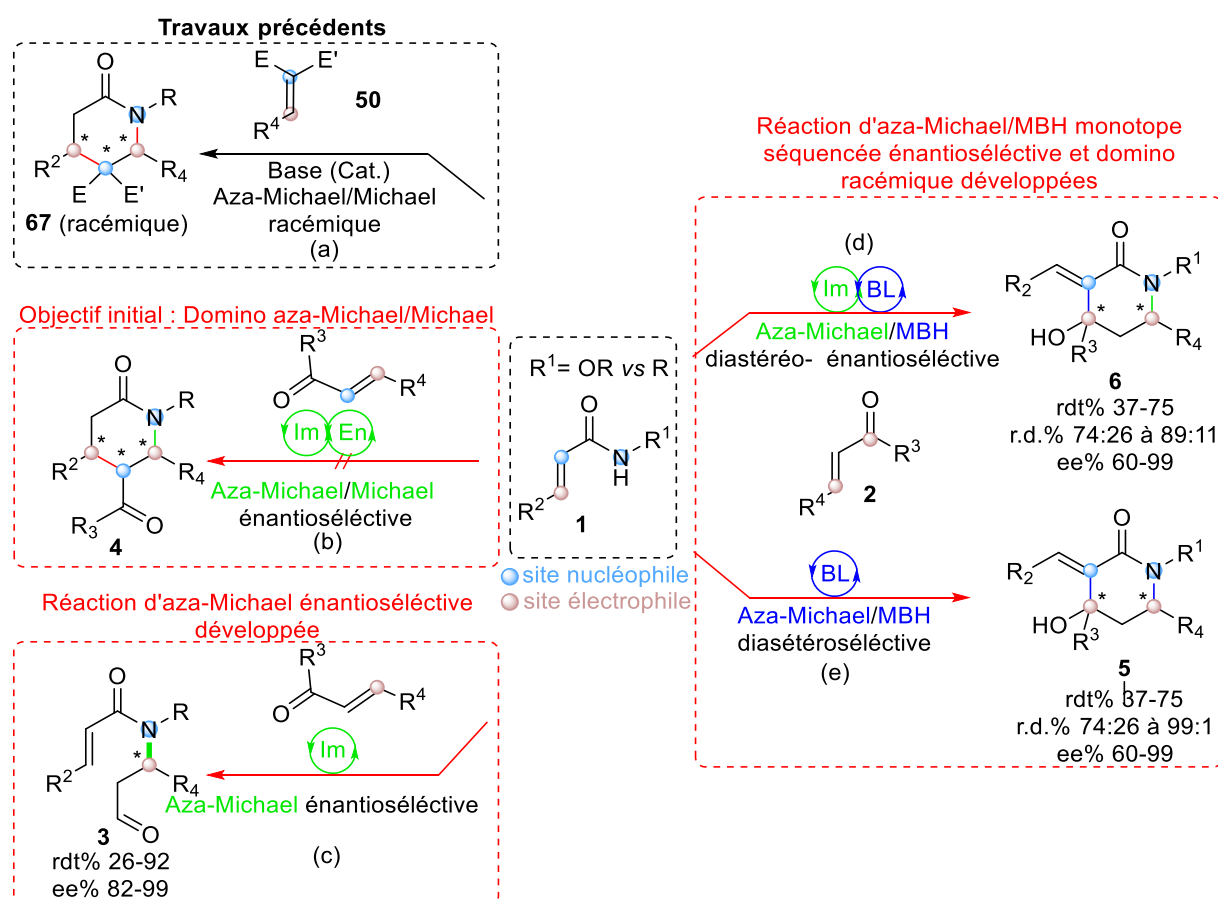 Travaux précédents
O
N
R
R2
R4
E
E'
*
*
*
67 (racémique)
E
E'
R4
50
Base (Cat.)
Aza-Michael/Michael
racémique
(a)
Objectif initial : Domino aza-Michael/Michael
O
N
R
R2
R4
*
*
*
R3
O
4
R3
O
R4
Im
En
Aza-Michael/Michael
énantioséléctive
(b)
Réaction d'aza-Michael énantioséléctive
développée
O
N
R
R2
R4
*
O
3
rdt% 26-92
ee% 82-99
R3
O
R4
Im
Aza-Michael énantioséléctive
(c)
R1= OR vs R
O
R1
N
H
R2
1
site nucléophile
site électrophile
Réaction d'aza-Michael/MBH monotope
séquencée énantioséléctive et domino
racémique développées
(d)
Im
BL
Aza-Michael/MBH
diastéréo- énantioséléctive
O
R3
R4
2
BL
Aza-Michael/MBH
diasétéroséléctive
(e)
O
N
R1
R2
*
*
HO
R3
R4
6
rdt% 37-75
r.d.% 74:26 à 89:11
ee% 60-99
O
N
R1
R2
*
*
HO
R3
R4
5
rdt% 37-75
r.d.% 74:26 à 99:1
ee% 60-99